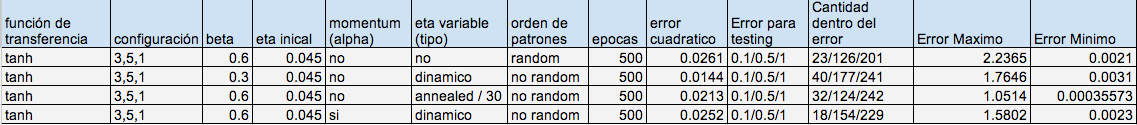 función de transferencia | configuración | beta | eta inical | momentum (alpha) | eta variable (tipo) | orden de patrones | epocas | error cuadratico | Error para testing | Cantidad dentro del error | Error Maximo | Error Minimo
tanh | 3,5,1 | 0.6 | 0.045 | no | no | random | 500 | 0.0261 | 0.1/0.5/1 | 23/126/201 | 2.2365 | 0.0021
tanh | 3,5,1 | 0.3 | 0.045 | no | dinamico | no random | 500 | 0.0144 | 0.1/0.5/1 | 40/177/241 | 1.7646 | 0.0031
tanh | 3,5,1 | 0.6 | 0.045 | no | annealed / 30 | no random | 500 | 0.0213 | 0.1/0.5/1 | 32/124/242 | 1.0514 | 0.00035573
tanh | 3,5,1 | 0.6 | 0.045 | si | dinamico | no random | 500 | 0.0252 | 0.1/0.5/1 | 18/154/229 | 1.5802 | 0.0023